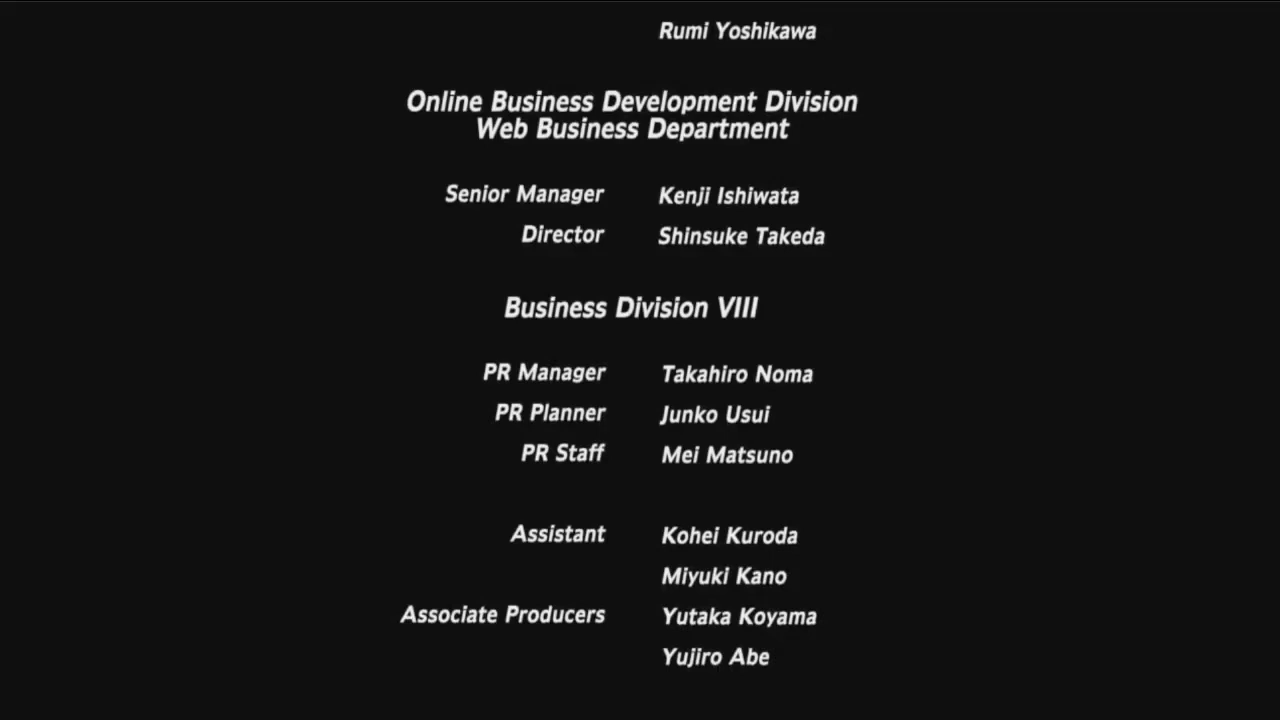 Rumi Yoshikawa
Online Business Development Division
Web Business Department
Senior Manager Kenji Ishiwata
Director Shinsuke Takeda
Business Division VIII
PR Manager Takahiro Noma
PR Planner Junko Usui
PR Staff Mei Matsuno
Assistant Kohei Kuroda
Miyuki Kano
Associate Producers Yutaka Koyama
Yujiro Abe